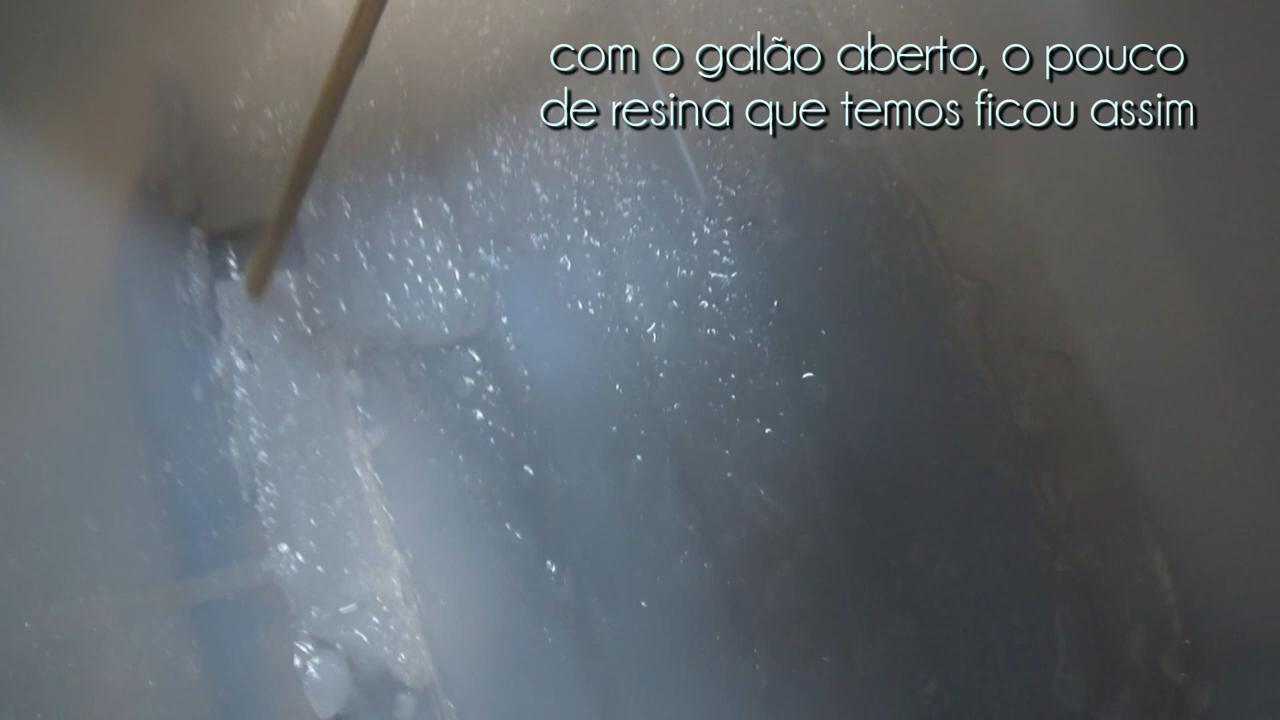 com o galão aberto, o pouco
de resina que temos ficou assim